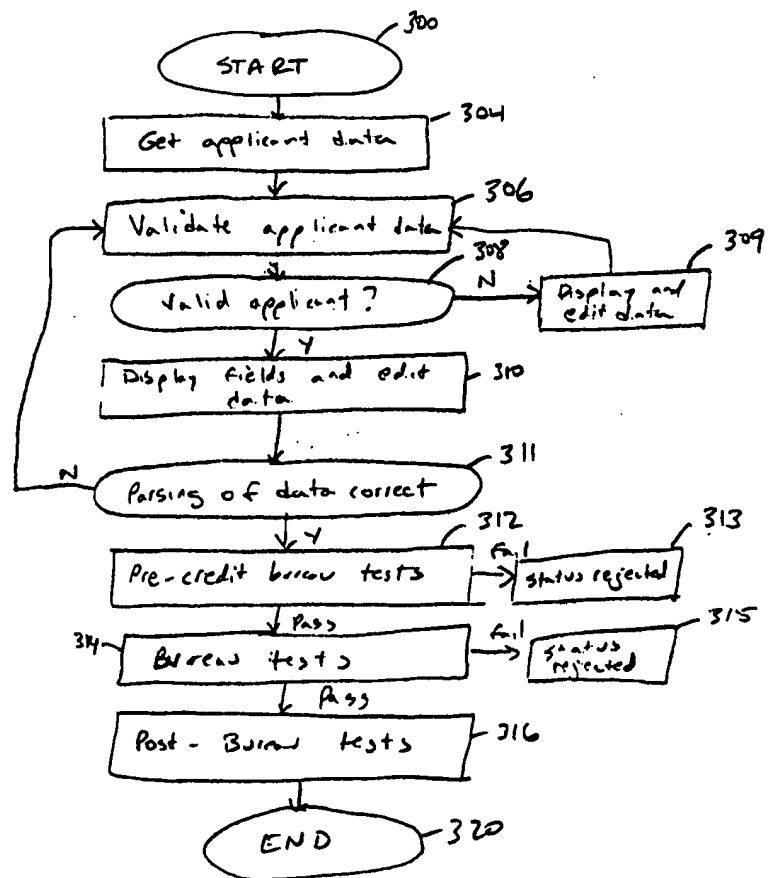 300
START
304
Get applicant data
306
Validate applicant data
308
309
Valid applicant?
N
Display and
edit data
Y
Display fields and edit
data
310
311
N
Parsing of data correct
Y
312
313
Pre-credit bureau tests
Fail
Status rejected
Pass
314
315
Bureau tests
Fail
Status
rejected
Pass
Post-Bureau tests
316
END
320